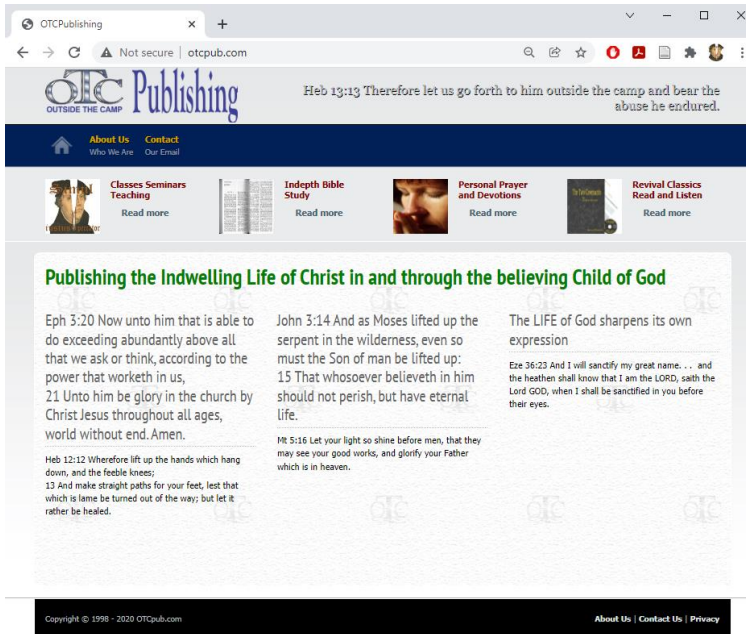 OTCPublishing
Not secure | otcpub.com
OTC Publishing
OUTSIDE THE CAMP
Heb 13:13 Therefore let us go forth to him outside the camp and bear the
abuse he endured.
About Us
Who We Are
Contact
Our Email
Classes Seminars
Teaching
Read more
Indepth Bible
Study
Read more
Personal Prayer
and Devotions
Read more
Revival Classics
Read and Listen
Read more
Publishing the Indwelling Life of Christ in and through the believing Child of God
Eph 3:20 Now unto him that is able to
do exceeding abundantly above all
that we ask or think, according to the
power that worketh in us,
21 Unto him be glory in the church by
Christ Jesus throughout all ages,
world without end. Amen.
Heb 12:12 Wherefore lift up the hands which hang
down, and the feeble knees;
13 And make straight paths for your feet, lest that
which is lame be turned out of the way; but let it
rather be healed.
John 3:14 And as Moses lifted up the
serpent in the wilderness, even so
must the Son of man be lifted up:
15 That whosoever believeth in him
should not perish, but have eternal
life.
Mt 5:16 Let your light so shine before men, that they
may see your good works, and glorify your Father
which is in heaven.
The LIFE of God sharpens its own
expression
Eze 36:23 And I will sanctify my great name. . . and
the heathen shall know that I am the LORD, saith the
Lord GOD, when I shall be sanctified in you before
their eyes.
Copyright © 1998 - 2020 OTCpub.com
About Us | Contact Us | Privacy